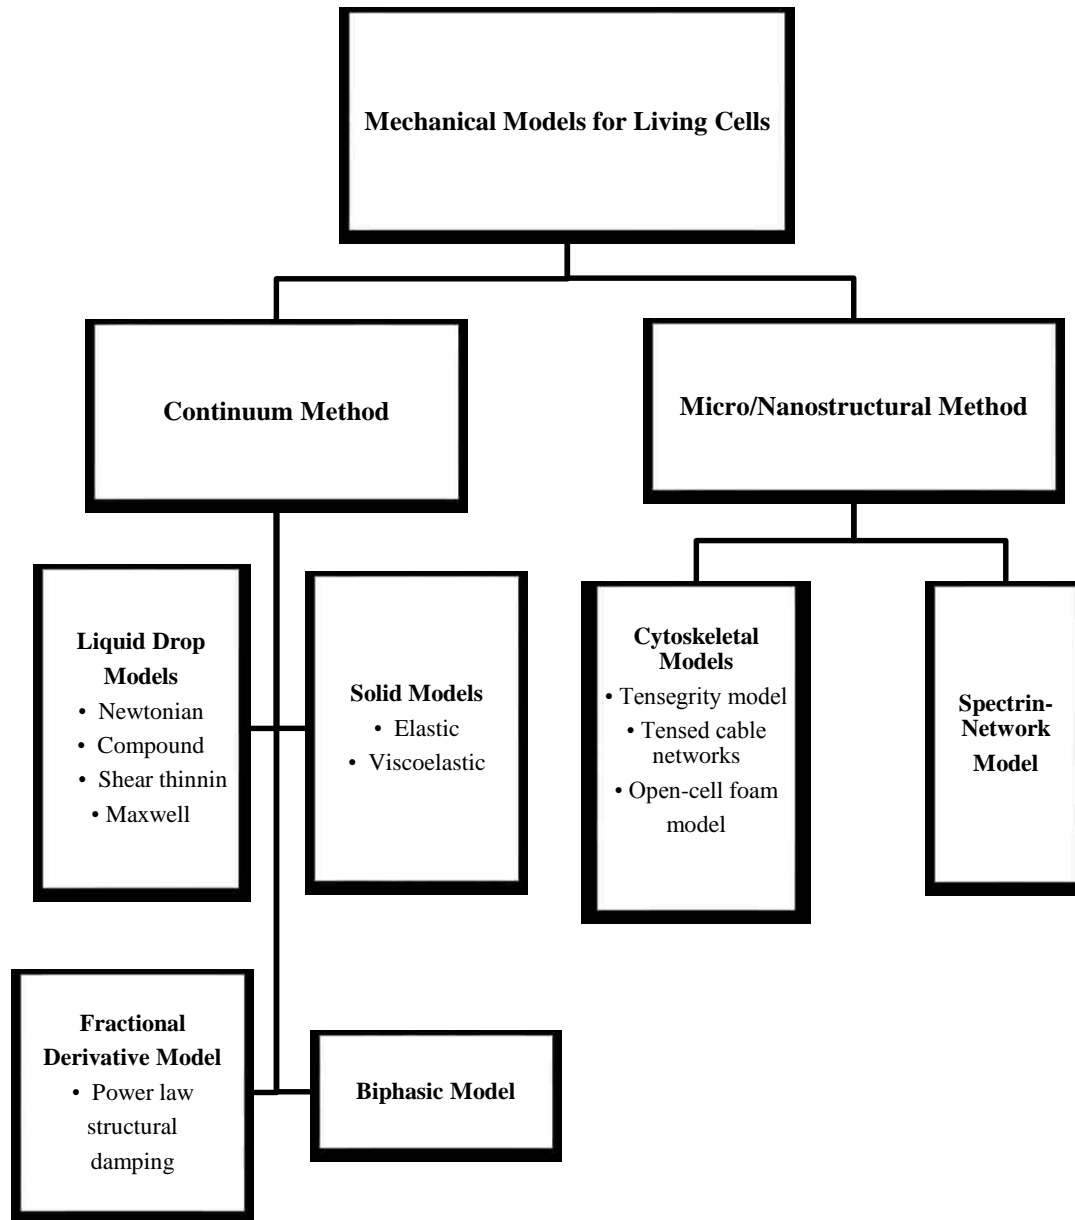 Mechanical Models for Living Cells
Continuum Method
Micro/Nanostructural Method
Liquid Drop
Models
• Newtonian
• Compound
• Shear thinnin
• Maxwell
Solid Models
• Elastic
• Viscoelastic
Cytoskeletal
Models
• Tensegrity model
• Tensed cable
networks
• Open-cell foam
model
Spectrin-
Network
Model
Fractional
Derivative Model
• Power law
structural
damping
Biphasic Model